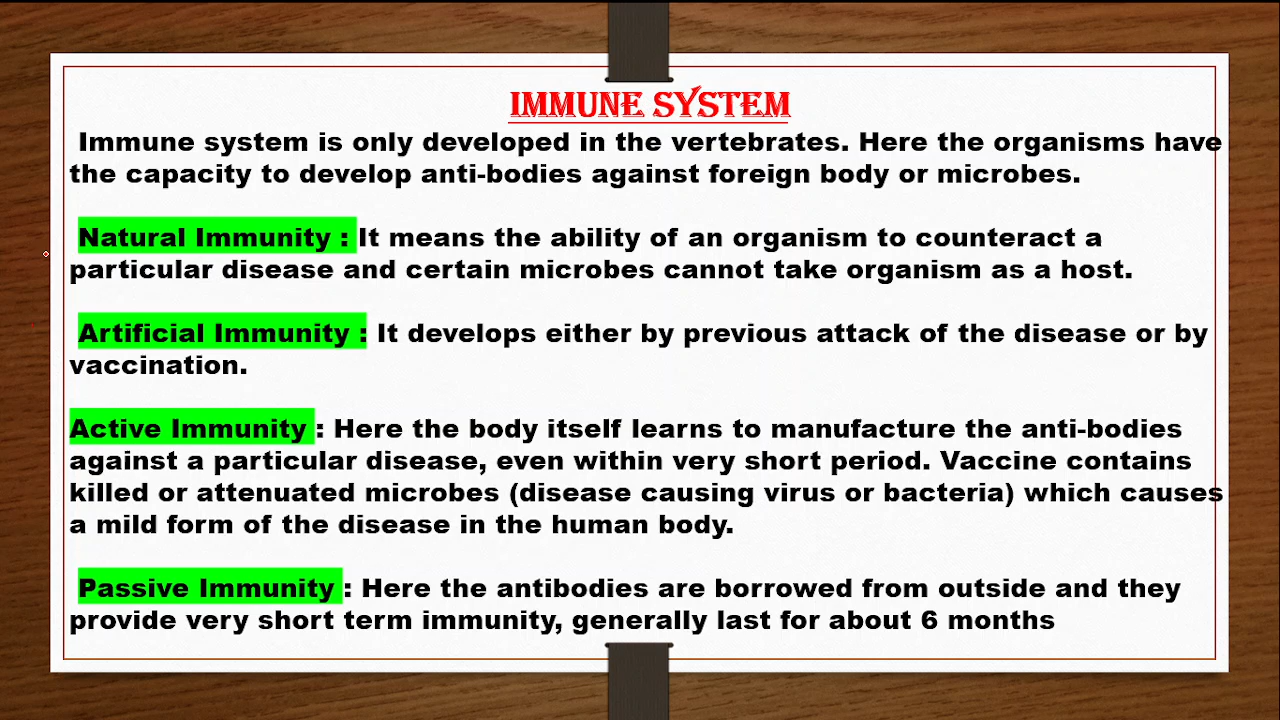 IMMUNE SYSTEM
Immune system is only developed in the vertebrates. Here the organisms have
the capacity to develop anti-bodies against foreign body or microbes.
Natural Immunity : It means the ability of an organism to counteract a
particular disease and certain microbes cannot take organism as a host.
Artificial Immunity : It develops either by previous attack of the disease or by
vaccination.
Active Immunity : Here the body itself learns to manufacture the anti-bodies
against a particular disease, even within very short period. Vaccine contains
killed or attenuated microbes (disease causing virus or bacteria) which causes
a mild form of the disease in the human body.
Passive Immunity : Here the antibodies are borrowed from outside and they
provide very short term immunity, generally last for about 6 months